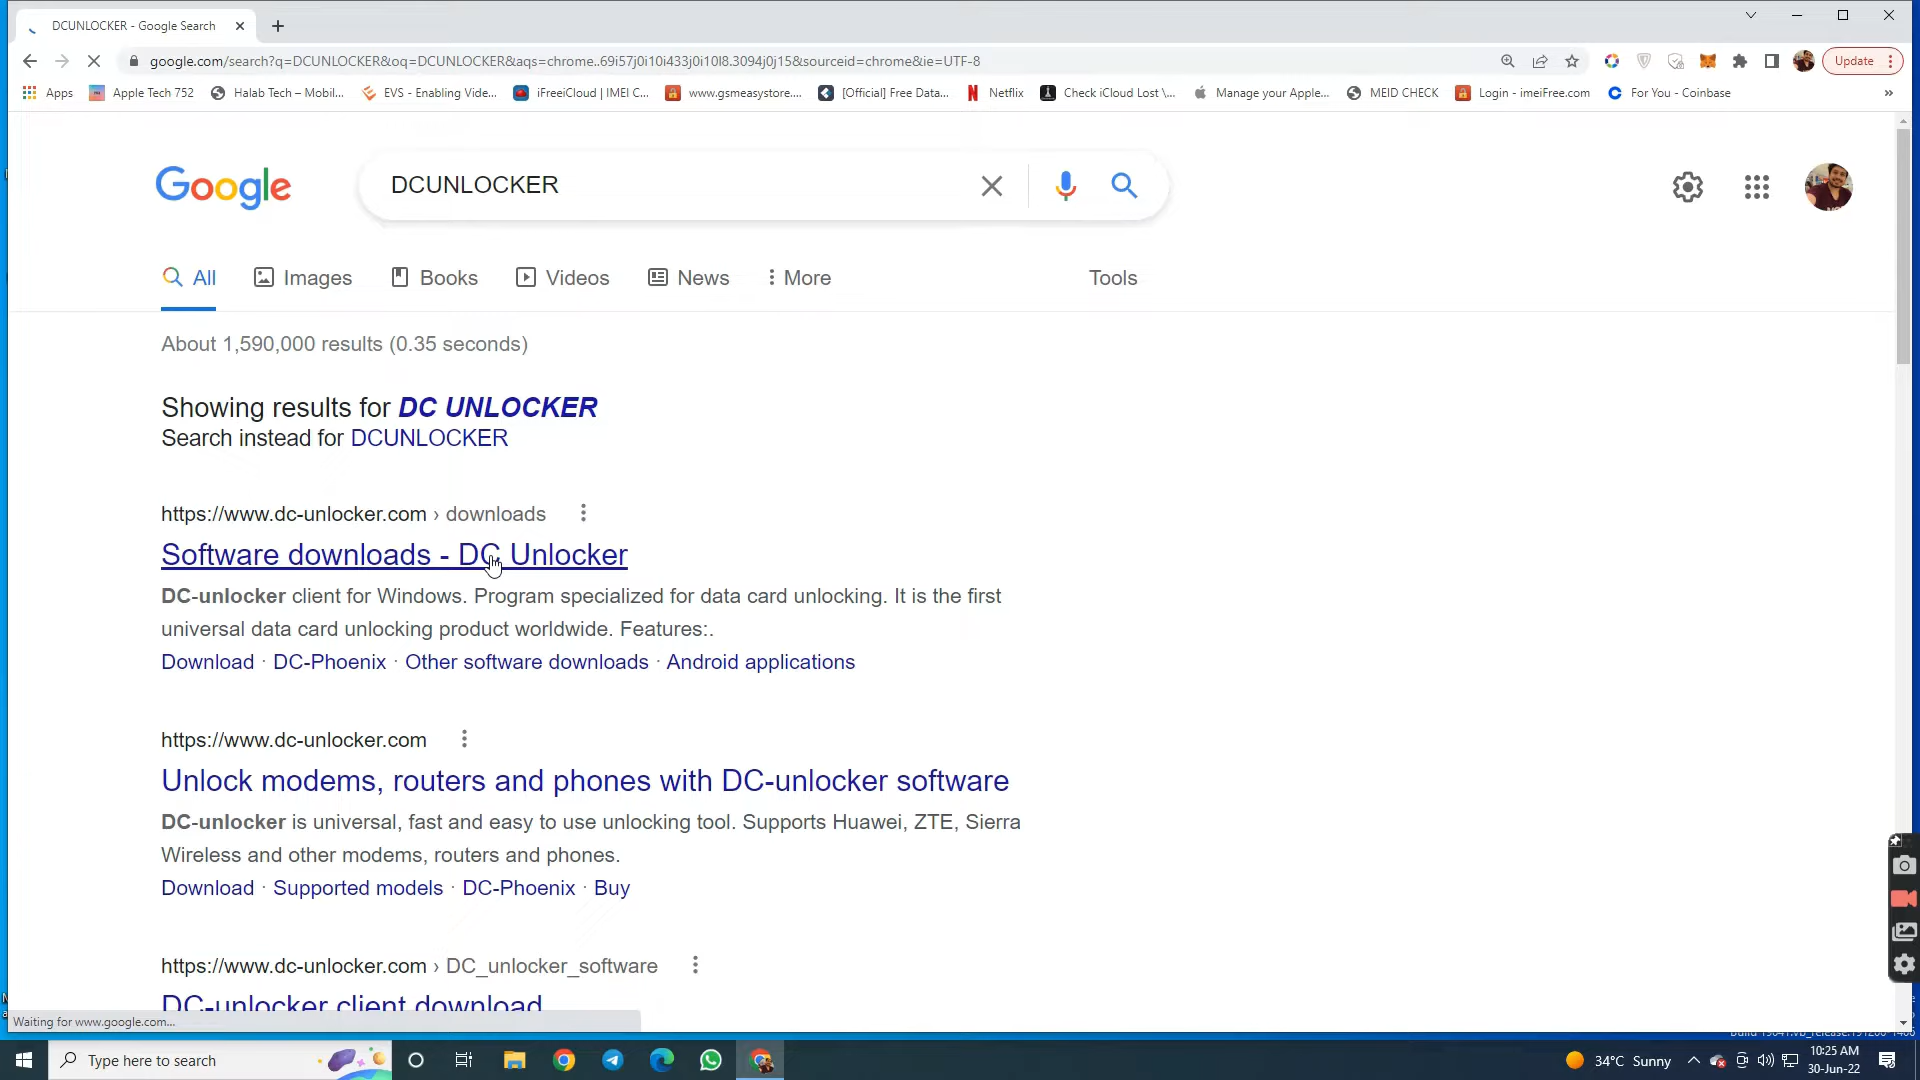 DCUNLOCKER - Google Search
google.com/search?q=DCUNLOCKER&oq=DCUNLOCKER&aqs=chrome..69i57j0i10i433j0i10l8.3094j0j15&sourceid=chrome&ie=UTF-8
Update
Apps Apple Tech 752 Halab Tech – Mobil... EVS - Enabling Vide... iFreeiCloud | IMEI C... www.gsmeasystore.... [Official] Free Data... Netflix Check iCloud Lost \... Manage your Apple... MEID CHECK Login - imeiFree.com For You - Coinbase »
Google
DCUNLOCKER
All Images Books Videos News More Tools
About 1,590,000 results (0.35 seconds)
Showing results for DC UNLOCKER
Search instead for DCUNLOCKER
https://www.dc-unlocker.com › downloads
Software downloads - DC Unlocker
DC-unlocker client for Windows. Program specialized for data card unlocking. It is the first
universal data card unlocking product worldwide. Features:.
Download · DC-Phoenix · Other software downloads · Android applications
https://www.dc-unlocker.com
Unlock modems, routers and phones with DC-unlocker software
DC-unlocker is universal, fast and easy to use unlocking tool. Supports Huawei, ZTE, Sierra
Wireless and other modems, routers and phones.
Download · Supported models · DC-Phoenix · Buy
https://www.dc-unlocker.com › DC_unlocker_software
DC-unlocker client download
Waiting for www.google.com...
Type here to search
34°C Sunny
10:25 AM
30-Jun-22